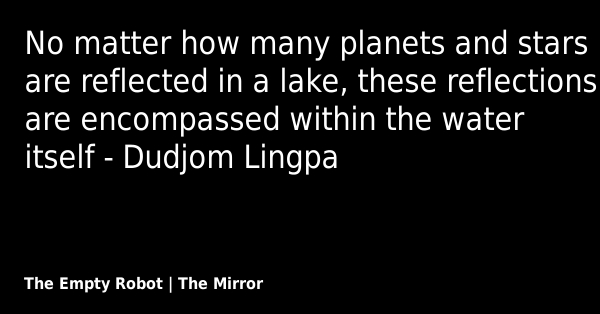 No matter how many planets and stars
are reflected in a lake, these reflections
are encompassed within the water
itself - Dudjom Lingpa
The Empty Robot | The Mirror